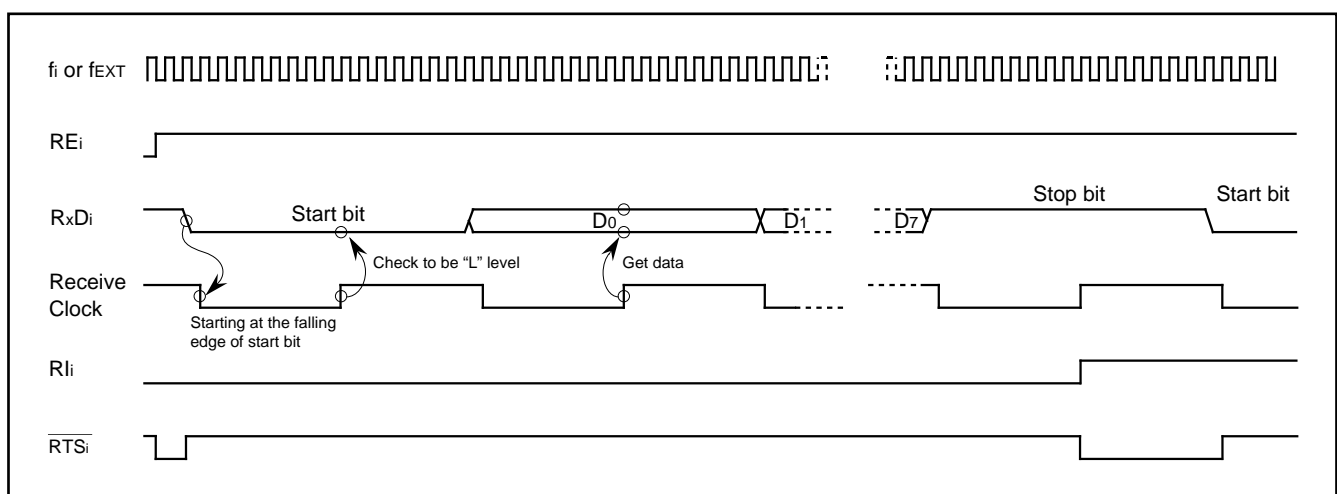 fi or fEXT
REi
RxDi
Start bit
D0
D1
D7
Stop bit
Start bit
Check to be “L” level
Get data
Receive
Clock
Starting at the falling
edge of start bit
RIi
RTSi